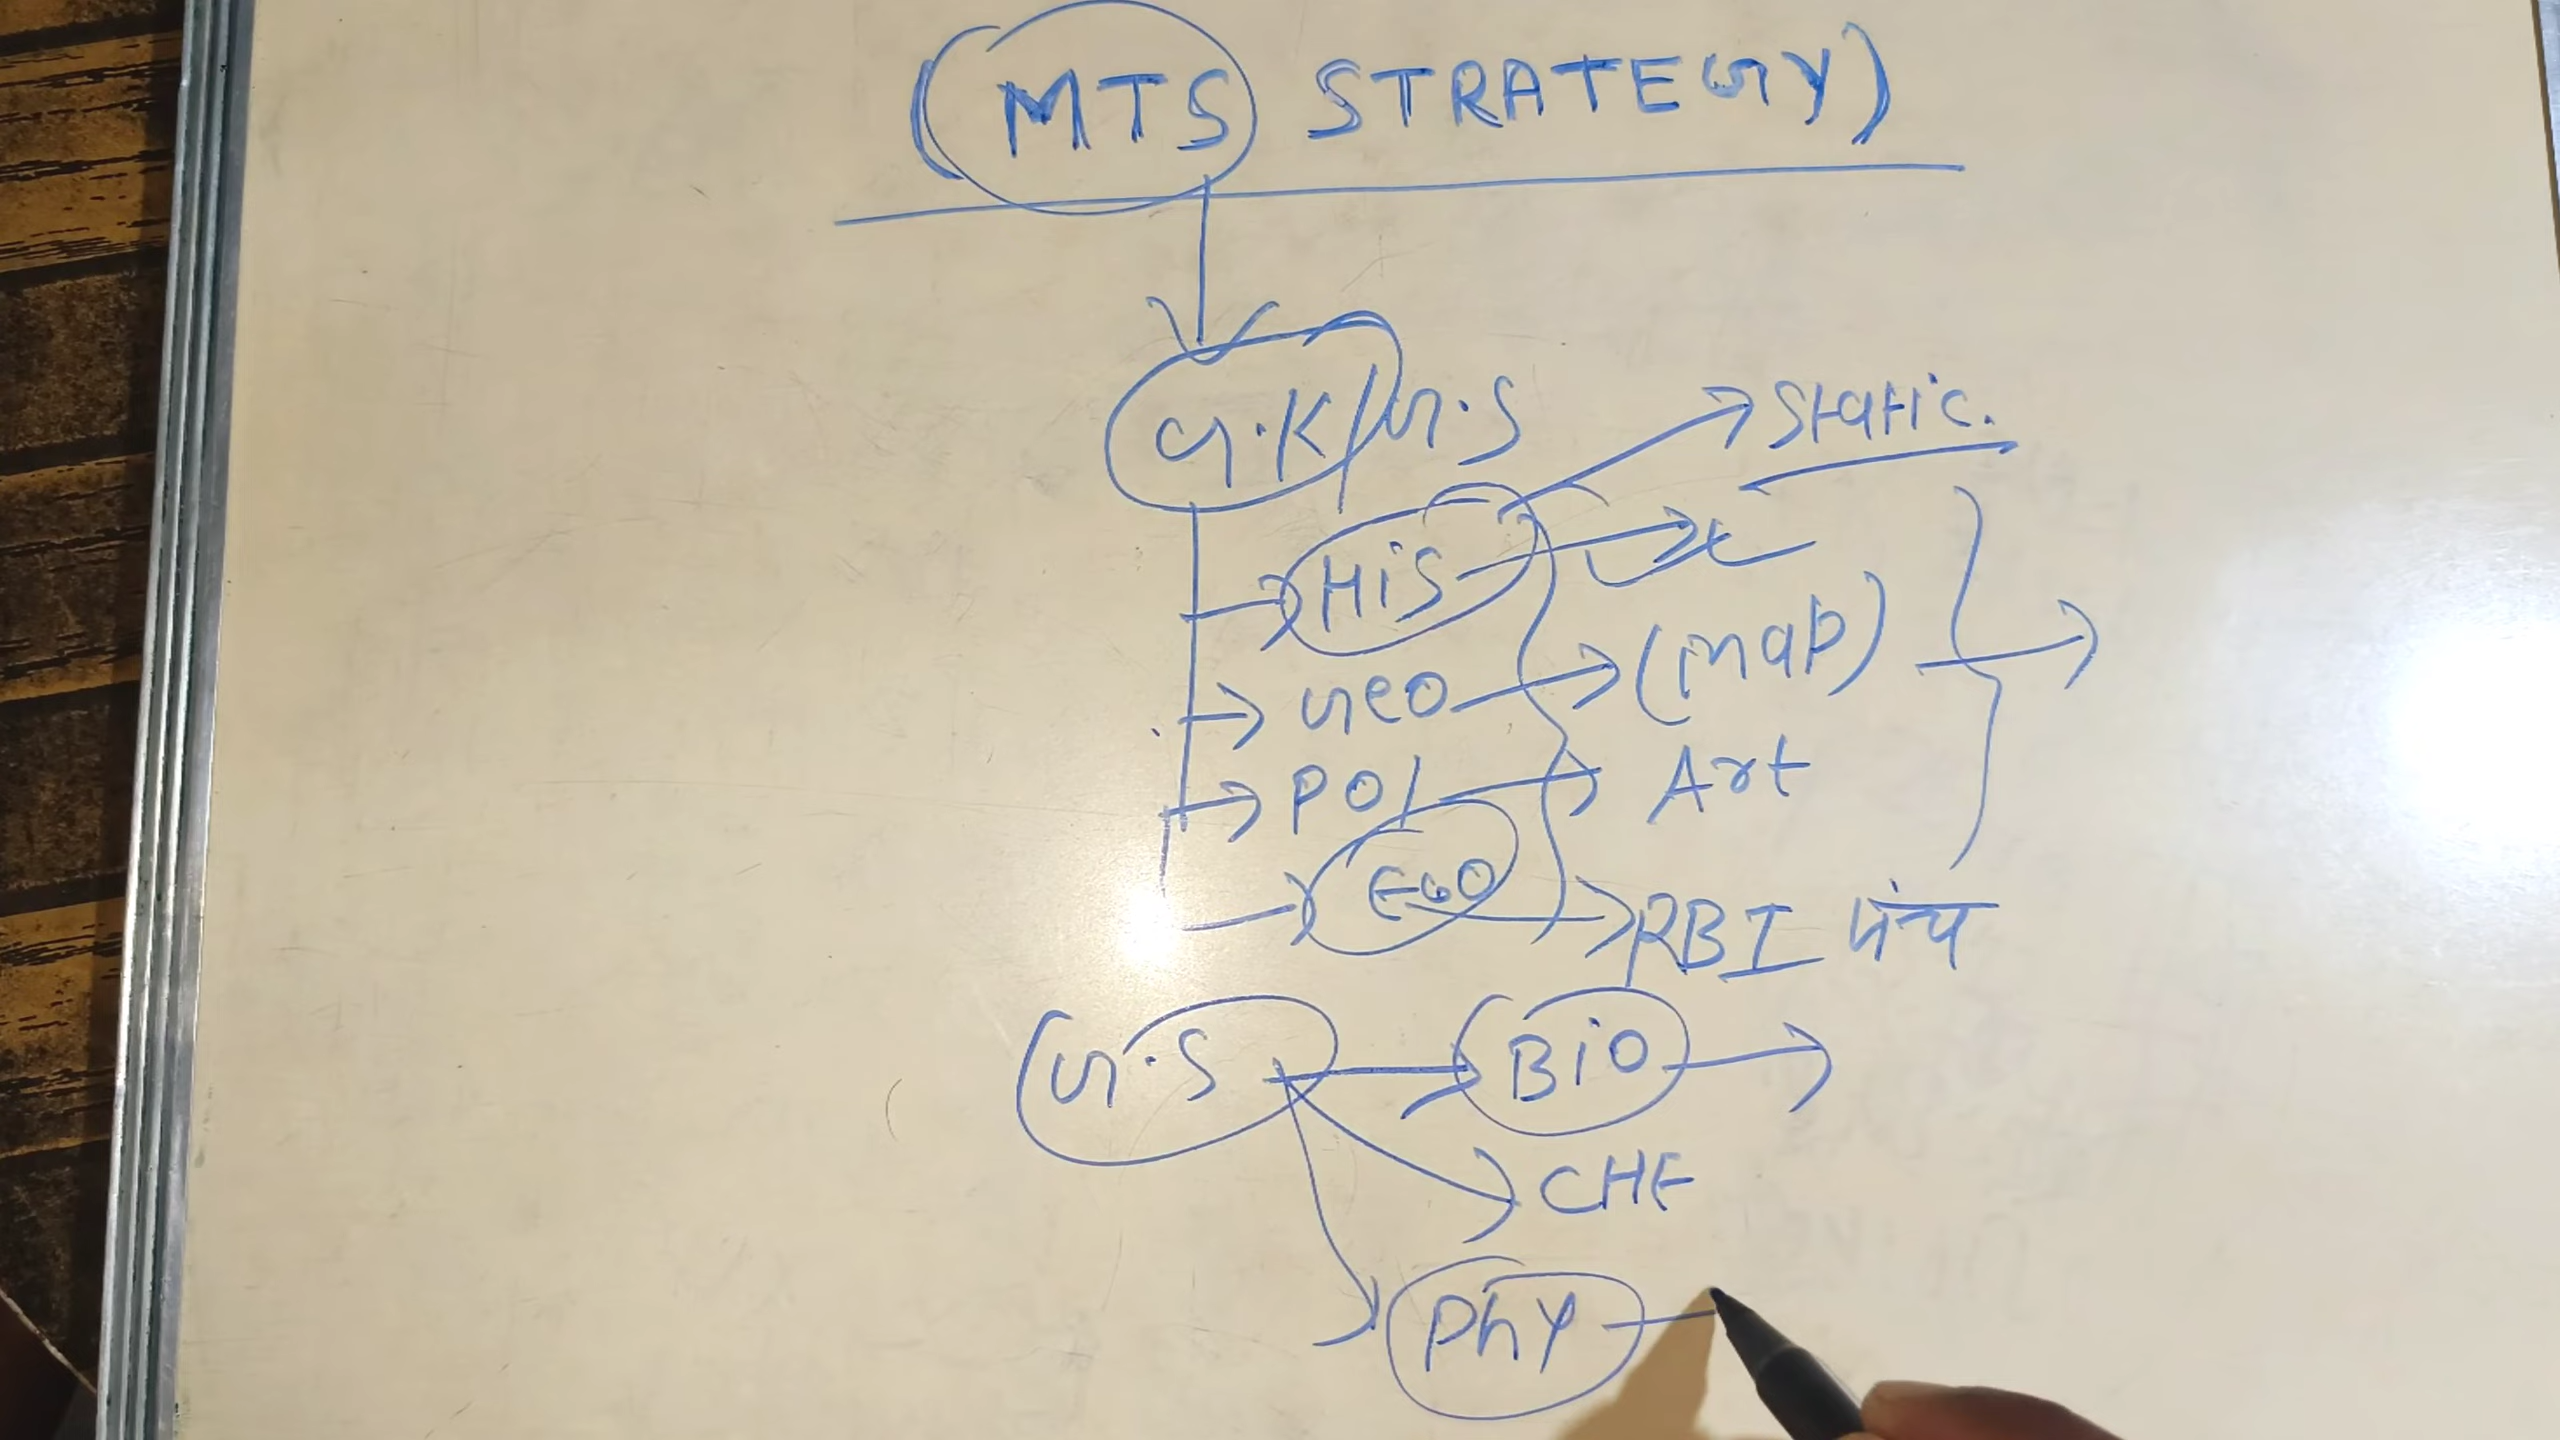 (MTS STRATEGY)
G.K/G.S
Static.
His
Geo (map)
Pol Art
Eco RBI पंच
G.S Bio
CHE
Phy